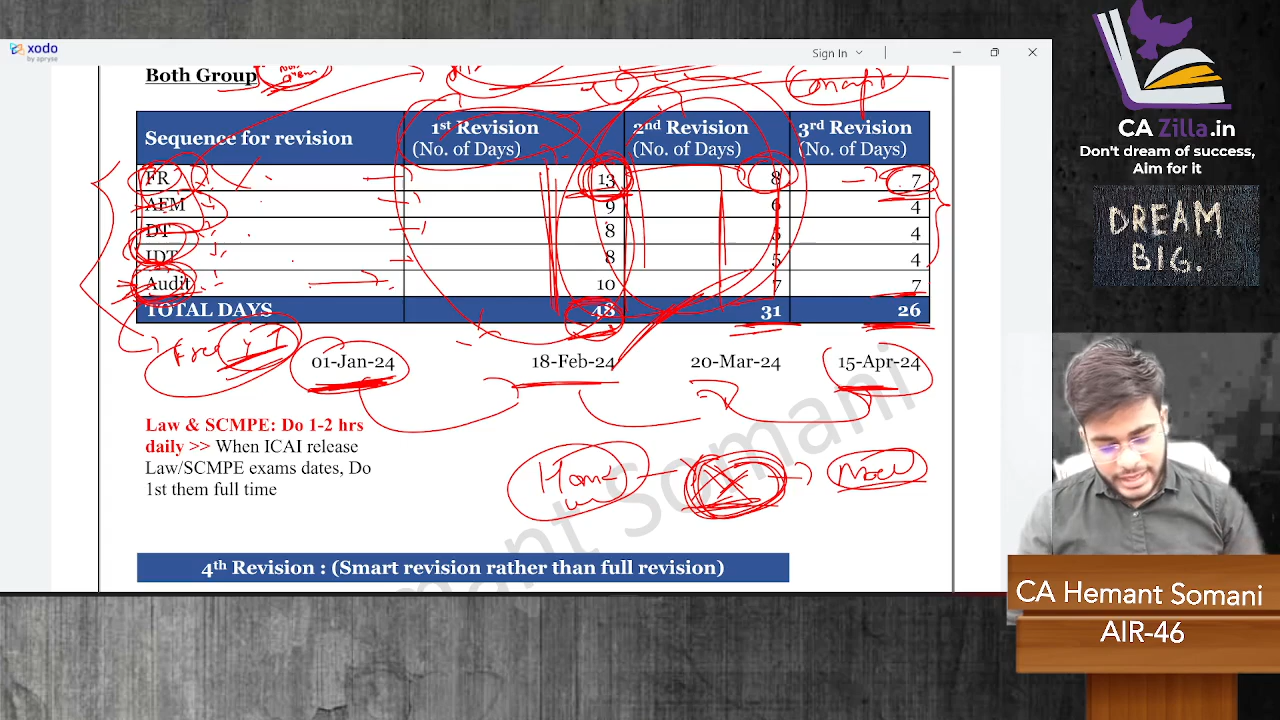 xodo
by apryse
Sign In
CA Zilla.in
Don't dream of success,
Aim for it
DREAM
BIG.
Both Group
Concept
Sequence for revision 1st Revision (No. of Days) 2nd Revision (No. of Days) 3rd Revision (No. of Days)
FR 13 8 7
AFM 9 6 4
DT 8 5 4
IDT 8 5 4
Audit 10 7 7
TOTAL DAYS 48 31 26
01-Jan-24 18-Feb-24 20-Mar-24 15-Apr-24
Law & SCMPE: Do 1-2 hrs
daily >> When ICAI release
Law/SCMPE exams dates, Do
1st them full time
4th Revision : (Smart revision rather than full revision)
mant Somani
CA Hemant Somani
AIR-46